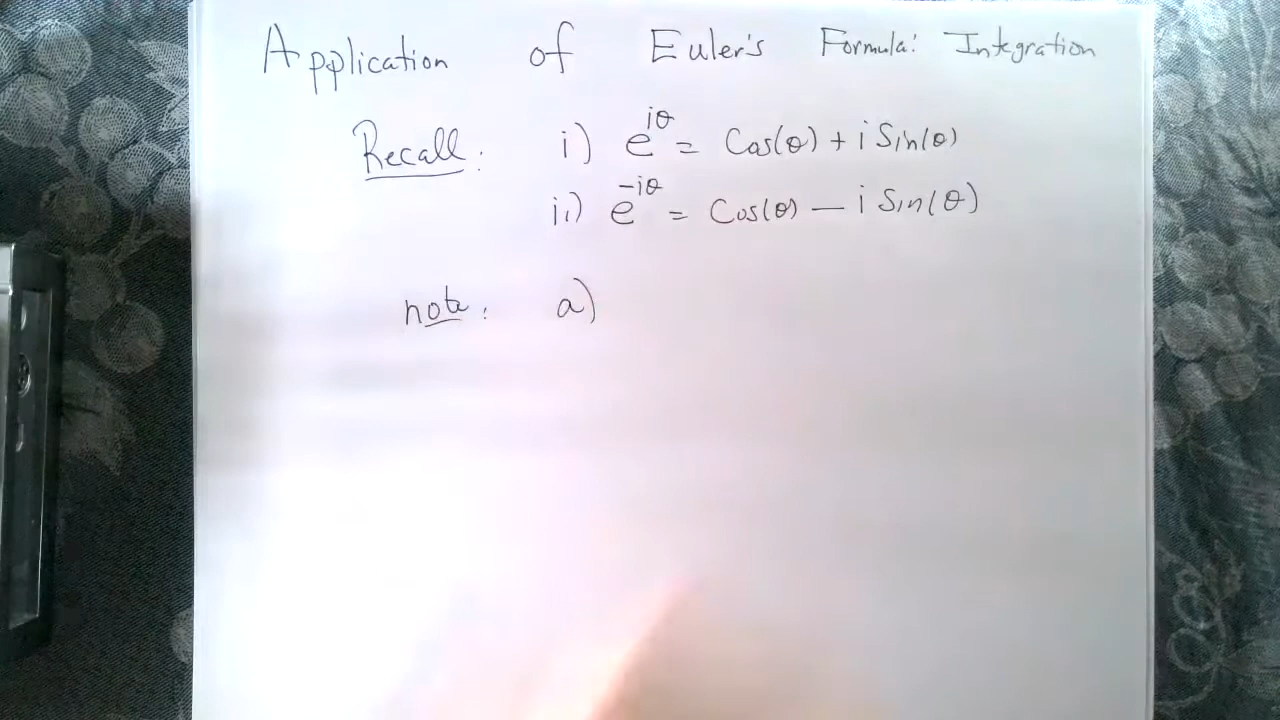 Application of Euler's Formula: Integration
Recall: i) e^{iθ} = Cos(θ) + i Sin(θ)
ii) e^{-iθ} = Cos(θ) — i Sin(θ)
note: a)